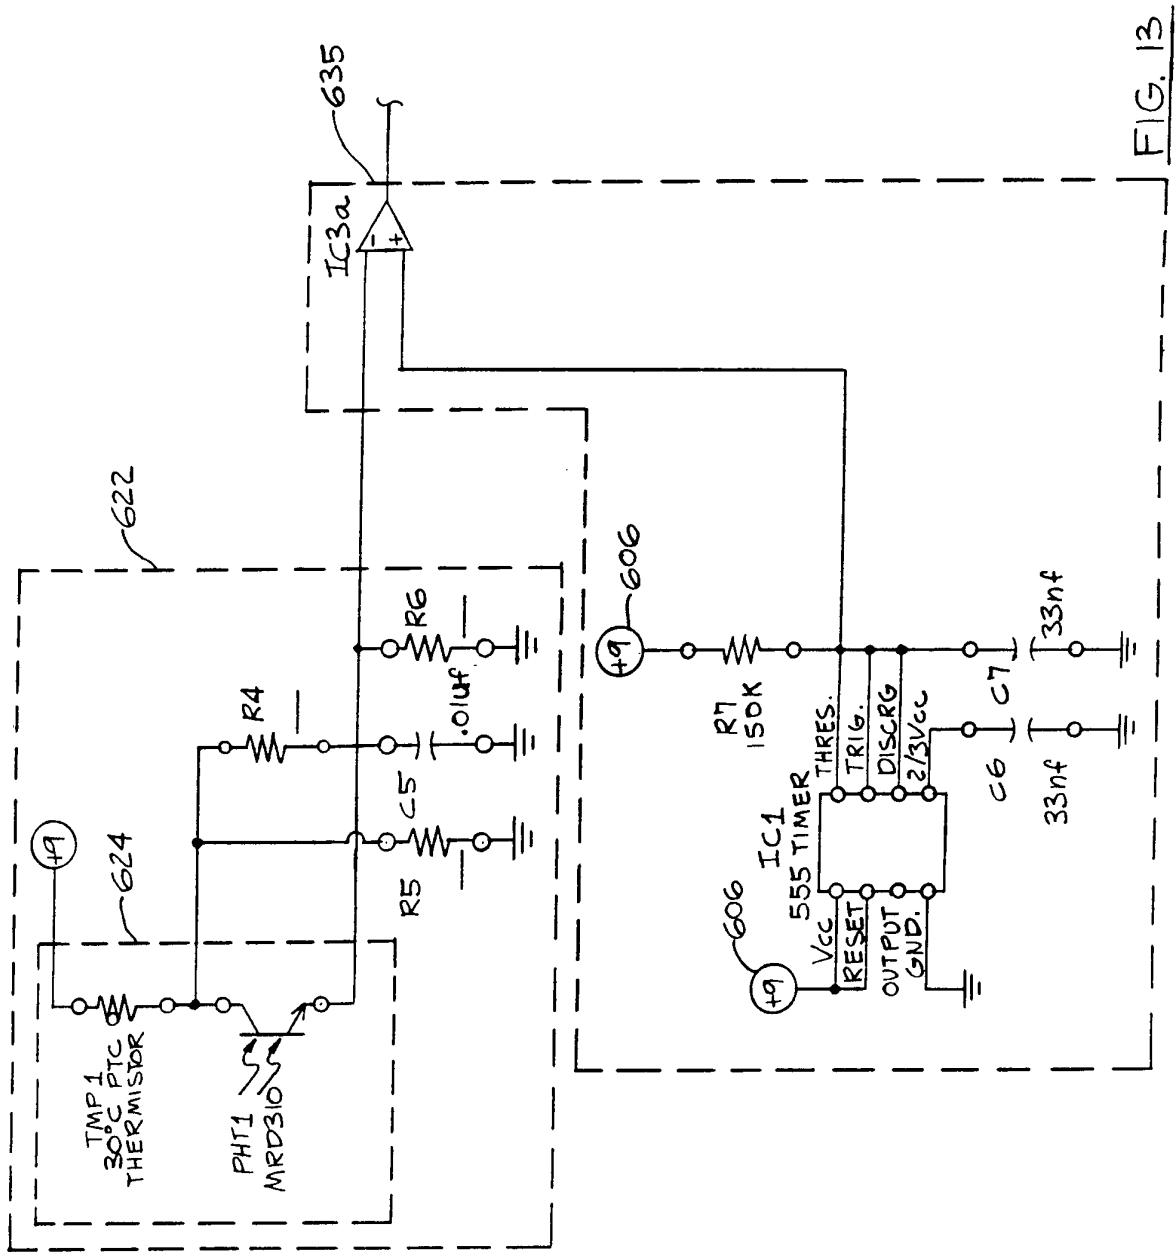 +9
624
622
TMP1
30°C PTC
THERMISTOR
PHT1
MRD310
R4
R5
C5
.01uf
R6
IC3a
−
+
635
606
+9
R7
150K
606
+9
IC1
555 TIMER
Vcc
RESET
OUTPUT
GND.
THRES.
TRIG.
DISCRG
2/3Vcc
C6
33nf
C7
33nf
FIG. 13